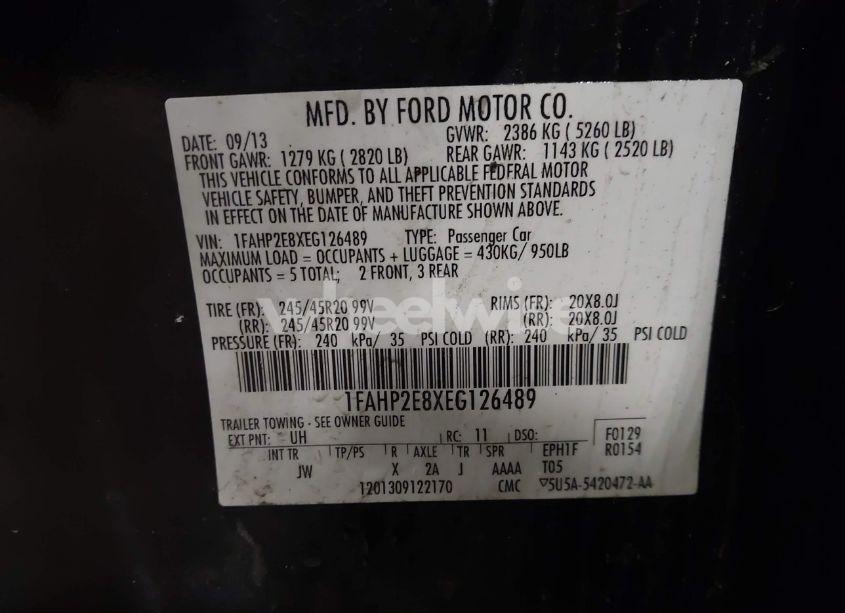 MFD. BY FORD MOTOR CO.
DATE: 09/13 GVWR: 2386 KG ( 5260 LB)
FRONT GAWR: 1279 KG ( 2820 LB) REAR GAWR: 1143 KG ( 2520 LB)
THIS VEHICLE CONFORMS TO ALL APPLICABLE FEDERAL MOTOR
VEHICLE SAFETY, BUMPER, AND THEFT PREVENTION STANDARDS
IN EFFECT ON THE DATE OF MANUFACTURE SHOWN ABOVE.
VIN: 1FAHP2E8XEG126489 TYPE: Passenger Car
MAXIMUM LOAD = OCCUPANTS + LUGGAGE = 430KG/ 950LB
OCCUPANTS = 5 TOTAL; 2 FRONT, 3 REAR
wheelwire
TIRE (FR): 245/45R20 99V RIMS (FR): 20X8.0J
(RR): 245/45R20 99V (RR): 20X8.0J
PRESSURE (FR): 240 kPa/ 35 PSI COLD (RR): 240 kPa/ 35 PSI COLD
1FAHP2E8XEG126489
TRAILER TOWING - SEE OWNER GUIDE
EXT PNT: UH RC: 11 DSO: F0129
INT TR TP/PS R AXLE TR SPR EPH1F R0154
JW X 2A J AAAA T05
1201309122170 CMC ▽5U5A-5420472-AA